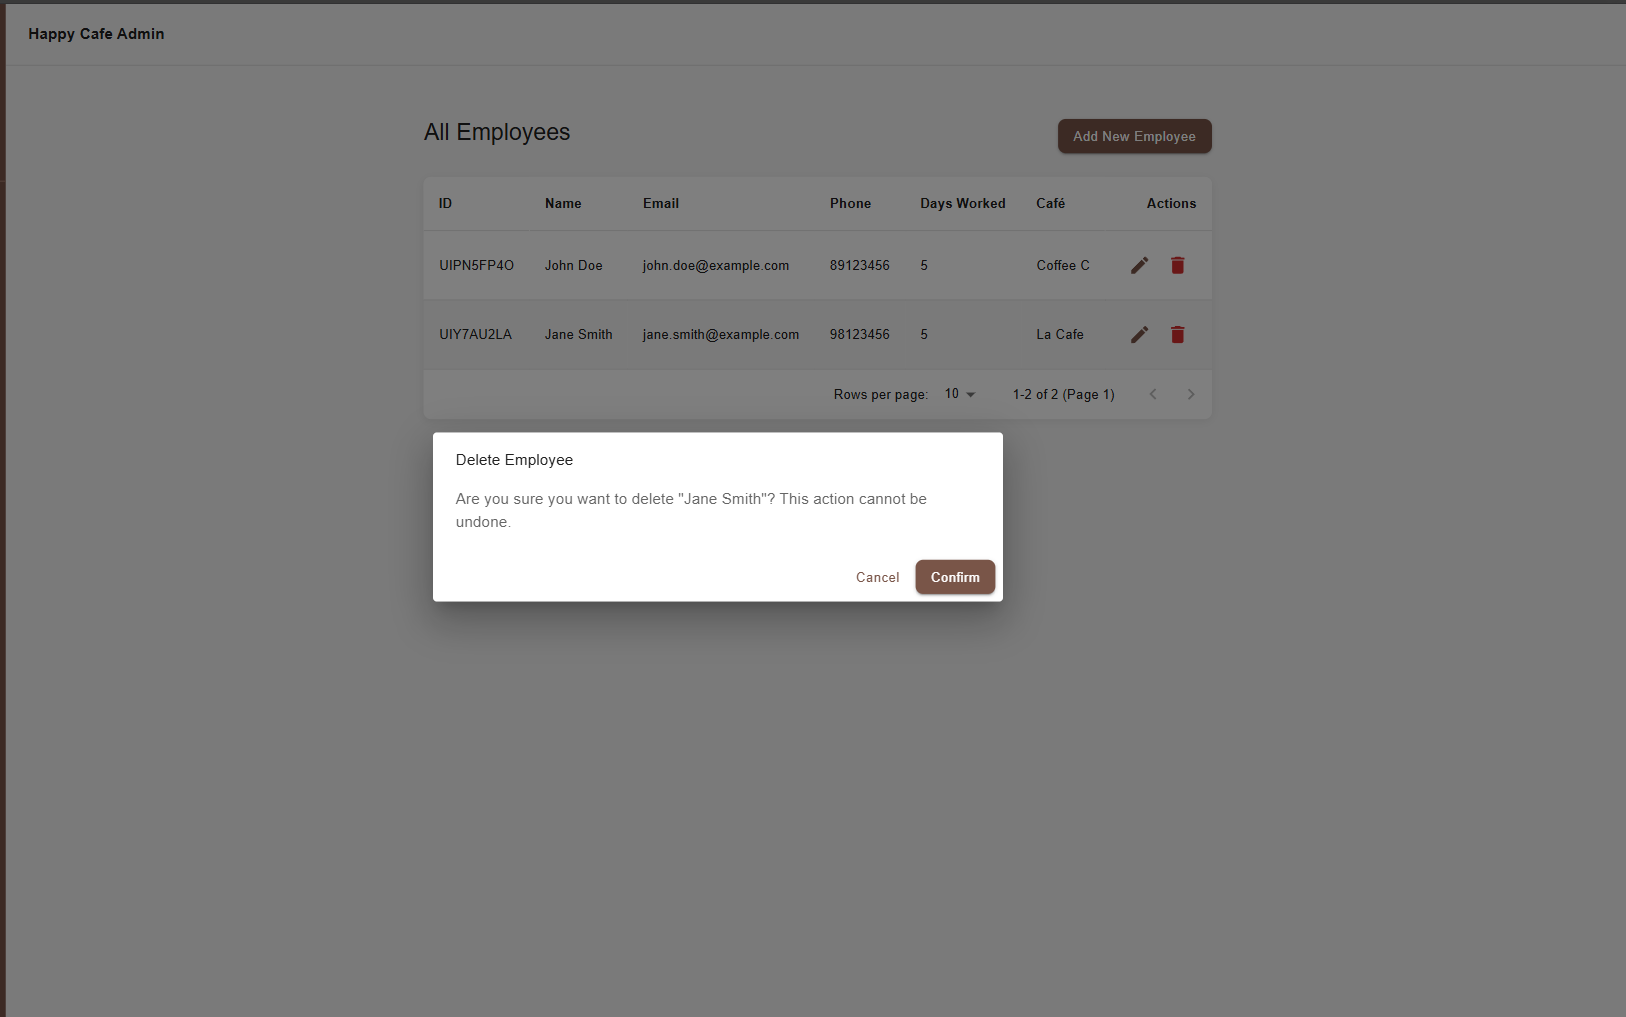 Happy Cafe Admin
All Employees
Add New Employee
ID Name Email Phone Days Worked Café Actions
UIPN5FP4O John Doe john.doe@example.com 89123456 5 Coffee C
UIY7AU2LA Jane Smith jane.smith@example.com 98123456 5 La Cafe
Rows per page: 10 1-2 of 2 (Page 1)
Delete Employee
Are you sure you want to delete "Jane Smith"? This action cannot be
undone.
Cancel Confirm